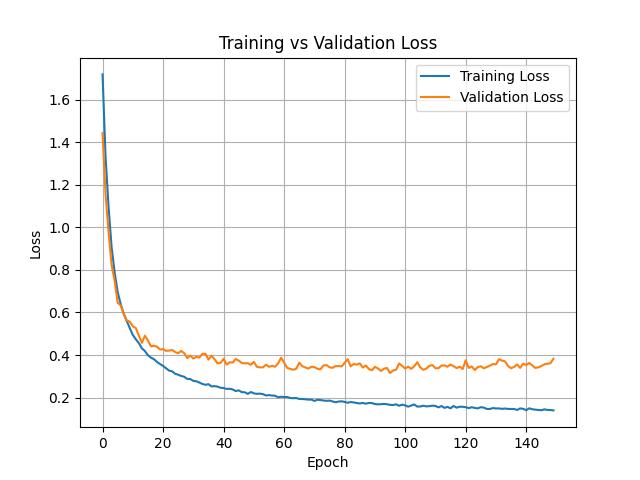 Training vs Validation Loss
Training Loss
Validation Loss
1.6
1.4
1.2
1.0
0.8
0.6
0.4
0.2
Loss
0 20 40 60 80 100 120 140
Epoch